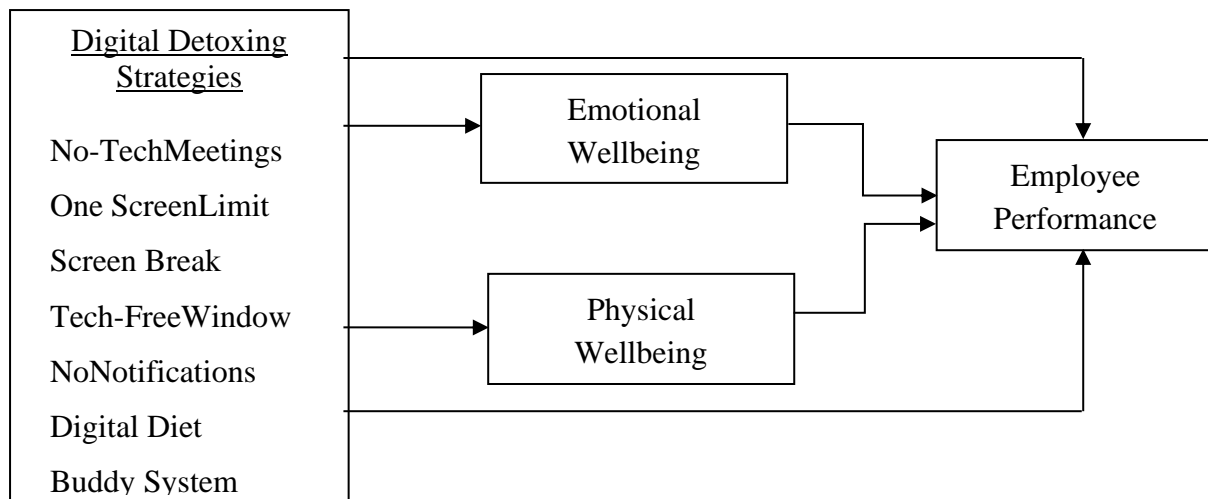 Digital Detoxing
Strategies
No-TechMeetings
One ScreenLimit
Screen Break
Tech-FreeWindow
NoNotifications
Digital Diet
Buddy System
Emotional
Wellbeing
Physical
Wellbeing
Employee
Performance